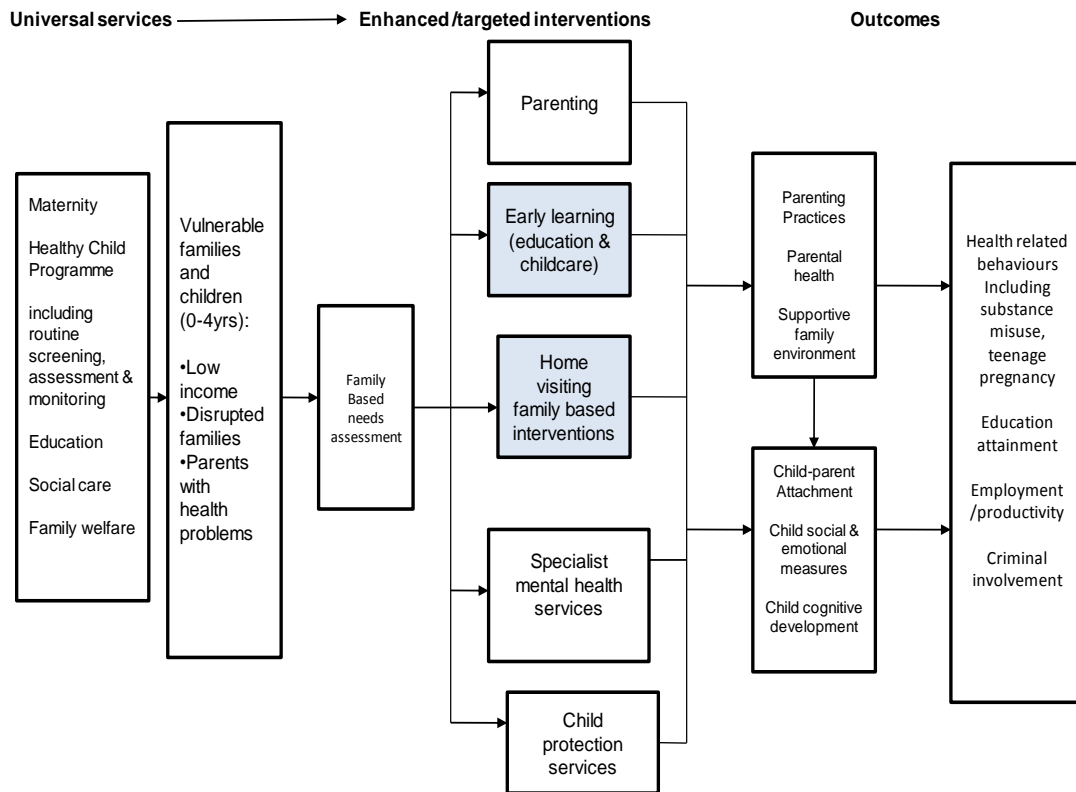 Universal services
Enhanced /targeted interventions
Outcomes
Maternity
Healthy Child
Programme
including
routine
screening,
assessment &
monitoring
Education
Social care
Family welfare
Vulnerable
families
and
children
(0-4yrs):
•Low
income
•Disrupted
families
•Parents
with
health
problems
Family
Based
needs
assessment
Parenting
Early learning
(education &
childcare)
Home
visiting
family based
interventions
Specialist
mental health
services
Child
protection
services
Parenting
Practices
Parental
health
Supportive
family
environment
Child-parent
Attachment
Child social &
emotional
measures
Child cognitive
development
Health related
behaviours
Including
substance
misuse,
teenage
pregnancy
Education
attainment
Employment
/productivity
Criminal
involvement